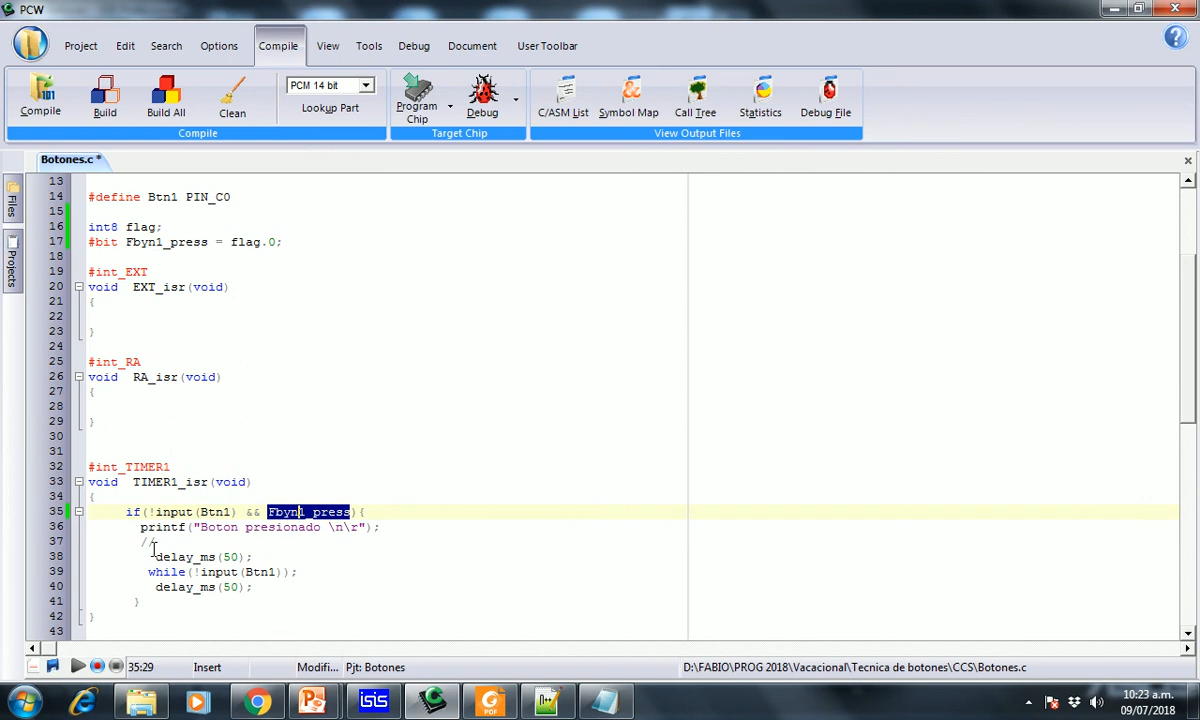 PCW
Project Edit Search Options Compile View Tools Debug Document User Toolbar
Compile Build Build All Clean
PCM 14 bit
Lookup Part
Program Chip Debug
C/ASM List Symbol Map Call Tree Statistics Debug File
Compile Target Chip View Output Files
Botones.c *
Files
Projects
13
14 #define Btn1 PIN_C0
15
16 int8 flag;
17 #bit Fbyn1_press = flag.0;
18
19 #int_EXT
20 void EXT_isr(void)
21 {
22
23 }
24
25 #int_RA
26 void RA_isr(void)
27 {
28
29 }
30
31
32 #int_TIMER1
33 void TIMER1_isr(void)
34 {
35 if(!input(Btn1) && Fbyn1_press){
36 printf("Boton presionado \n\r");
37 //
38 delay_ms(50);
39 while(!input(Btn1));
40 delay_ms(50);
41 }
42 }
43
35:29 Insert Modifi... Pjt: Botones D:\FABIO\PROG 2018\Vacacional\Tecnica de botones\CCS\Botones.c
isis
PDF
N++
10:23 a.m.
09/07/2018